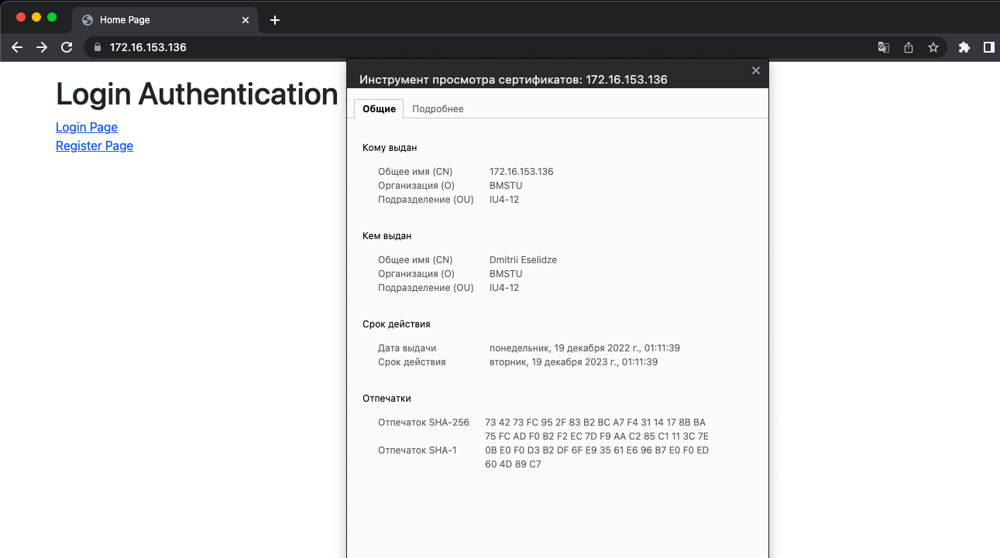 Home Page
172.16.153.136
Login Authentication
Login Page
Register Page
Инструмент просмотра сертификатов: 172.16.153.136
Общие Подробнее
Кому выдан
Общее имя (CN) 172.16.153.136
Организация (O) BMSTU
Подразделение (OU) IU4-12
Кем выдан
Общее имя (CN) Dmitrii Eselidze
Организация (O) BMSTU
Подразделение (OU) IU4-12
Срок действия
Дата выдачи понедельник, 19 декабря 2022 г., 01:11:39
Срок действия вторник, 19 декабря 2023 г., 01:11:39
Отпечатки
Отпечаток SHA-256 73 42 73 FC 95 2F 83 B2 BC A7 F4 31 14 17 8B BA
75 FC AD F0 B2 F2 EC 7D F9 AA C2 85 C1 11 3C 7E
Отпечаток SHA-1 0B E0 F0 D3 B2 DF 6F E9 35 61 E6 96 B7 E0 F0 ED
60 4D 89 C7